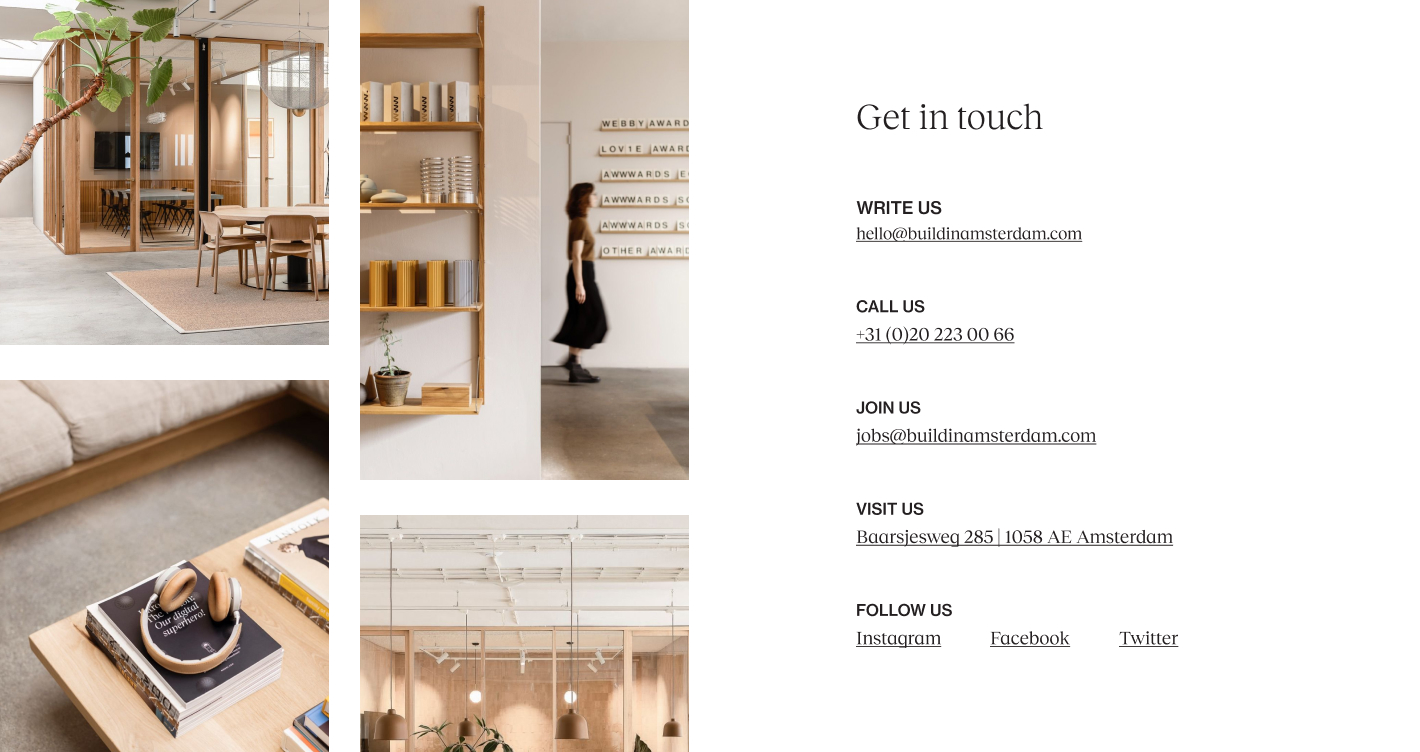 WEBBY AWARD
LOVIE AWARD
AWWWARDS
AWWWARDS
AWWWARDS
OTHER AWAR
The
Our digital
superhero!
Get in touch
WRITE US
hello@buildinamsterdam.com
CALL US
+31 (0)20 223 00 66
JOIN US
jobs@buildinamsterdam.com
VISIT US
Baarsjesweg 285 | 1058 AE Amsterdam
FOLLOW US
Instagram Facebook Twitter